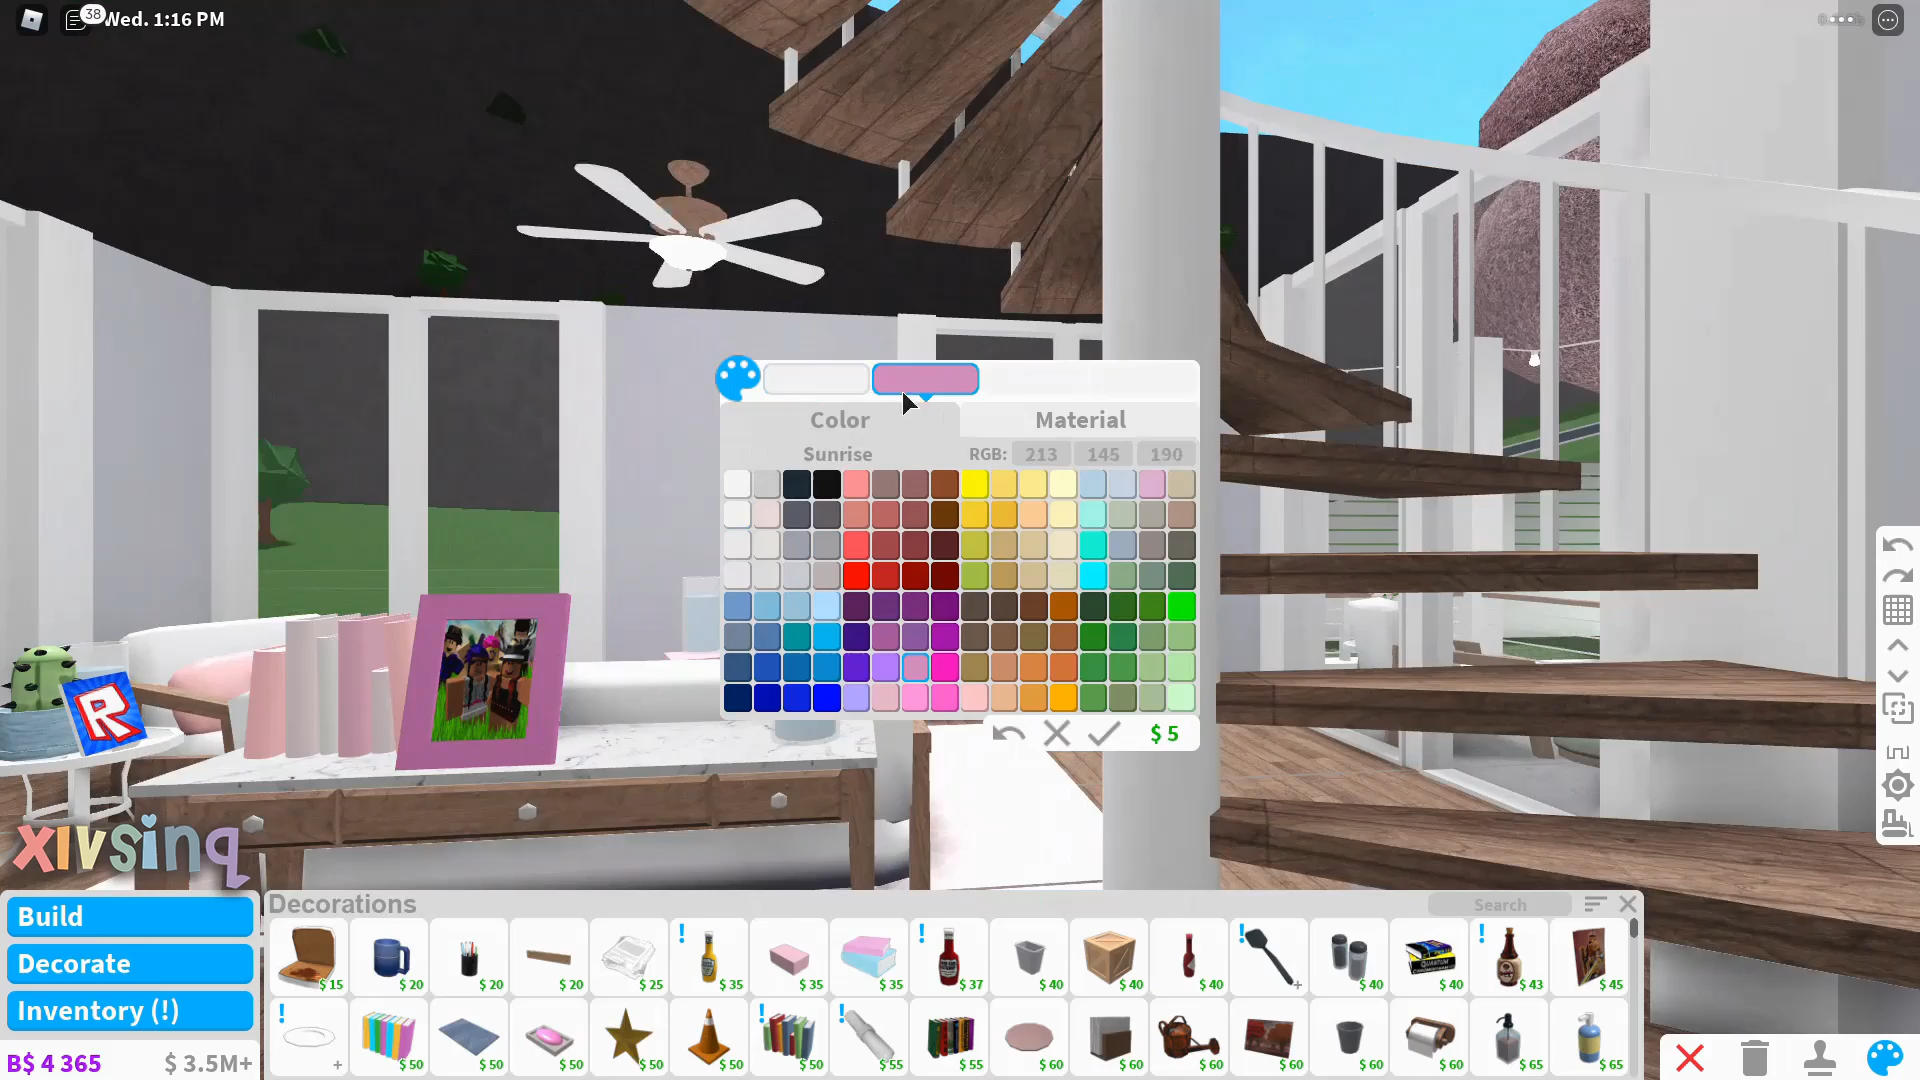 38
Wed. 1:16 PM
Color
Material
Sunrise
RGB: 213 145 190
$ 5
R
xivsinq
Build
Decorate
Inventory (!)
B$ 4 365
$ 3.5M+
Decorations
Search
$ 15
$ 20
$ 20
$ 20
$ 25
! $ 35
$ 35
$ 35
! $ 37
$ 40
$ 40
$ 40
! +
$ 40
QUANTUM $ 40
! $ 43
$ 45
! +
$ 50
$ 50
$ 50
$ 50
$ 50
! $ 50
! $ 55
$ 55
$ 60
$ 60
$ 60
$ 60
$ 60
$ 60
$ 65
$ 65